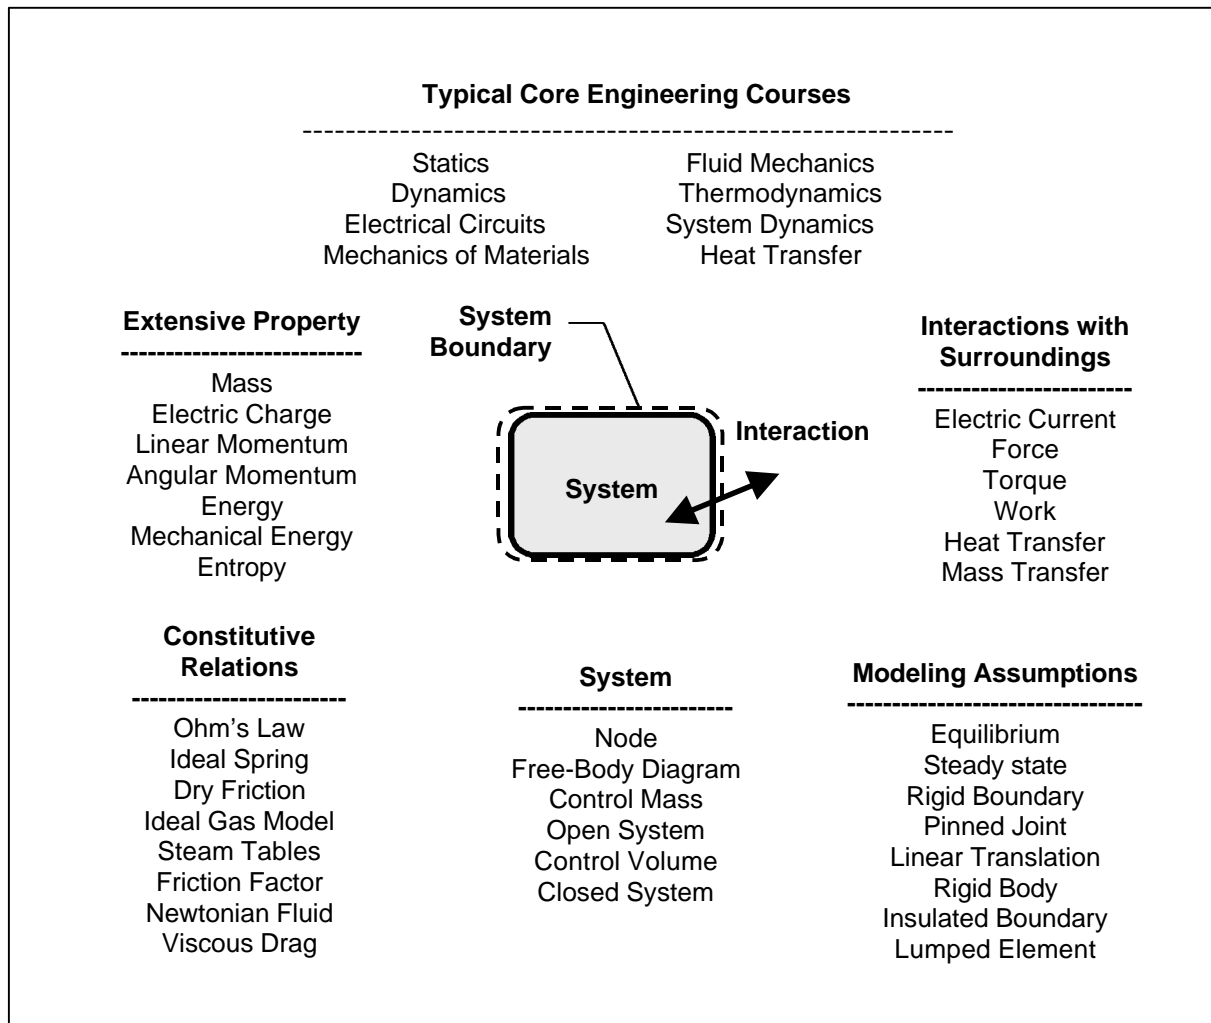 Typical Core Engineering Courses
------------------------------------------------------------
Statics
Dynamics
Electrical Circuits
Mechanics of Materials
Fluid Mechanics
Thermodynamics
System Dynamics
Heat Transfer
Extensive Property
---------------------------
Mass
Electric Charge
Linear Momentum
Angular Momentum
Energy
Mechanical Energy
Entropy
System
Boundary
System
Interaction
Interactions with
Surroundings
------------------------
Electric Current
Force
Torque
Work
Heat Transfer
Mass Transfer
Constitutive
Relations
------------------------
Ohm’s Law
Ideal Spring
Dry Friction
Ideal Gas Model
Steam Tables
Friction Factor
Newtonian Fluid
Viscous Drag
System
------------------------
Node
Free-Body Diagram
Control Mass
Open System
Control Volume
Closed System
Modeling Assumptions
---------------------------------
Equilibrium
Steady state
Rigid Boundary
Pinned Joint
Linear Translation
Rigid Body
Insulated Boundary
Lumped Element